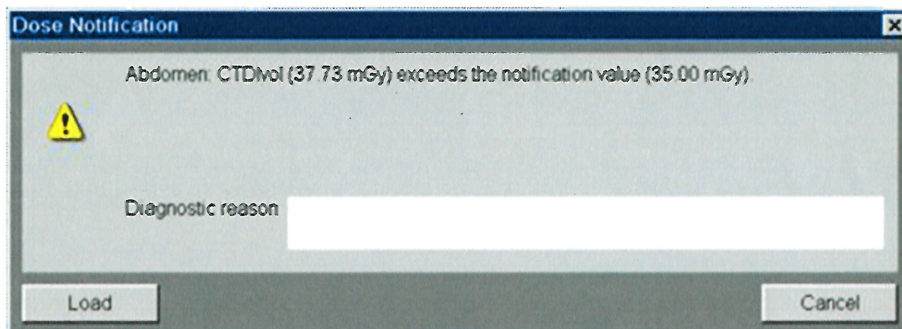 Dose Notification
Abdomen: CTDIvol (37.73 mGy) exceeds the notification value (35.00 mGy).
Diagnostic reason
Load
Cancel